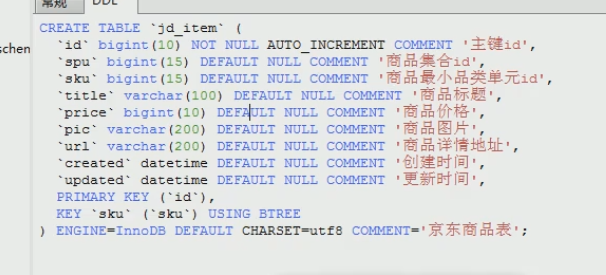 常规 DDL
CREATE TABLE `jd_item` (
schen
`id` bigint(10) NOT NULL AUTO_INCREMENT COMMENT '主键id',
`spu` bigint(15) DEFAULT NULL COMMENT '商品集合id',
`sku` bigint(15) DEFAULT NULL COMMENT '商品最小品类单元id',
`title` varchar(100) DEFAULT NULL COMMENT '商品标题',
`price` bigint(10) DEFAULT NULL COMMENT '商品价格',
`pic` varchar(200) DEFAULT NULL COMMENT '商品图片',
`url` varchar(200) DEFAULT NULL COMMENT '商品详情地址',
`created` datetime DEFAULT NULL COMMENT '创建时间',
`updated` datetime DEFAULT NULL COMMENT '更新时间',
PRIMARY KEY (`id`),
KEY `sku` (`sku`) USING BTREE
) ENGINE=InnoDB DEFAULT CHARSET=utf8 COMMENT='京东商品表';